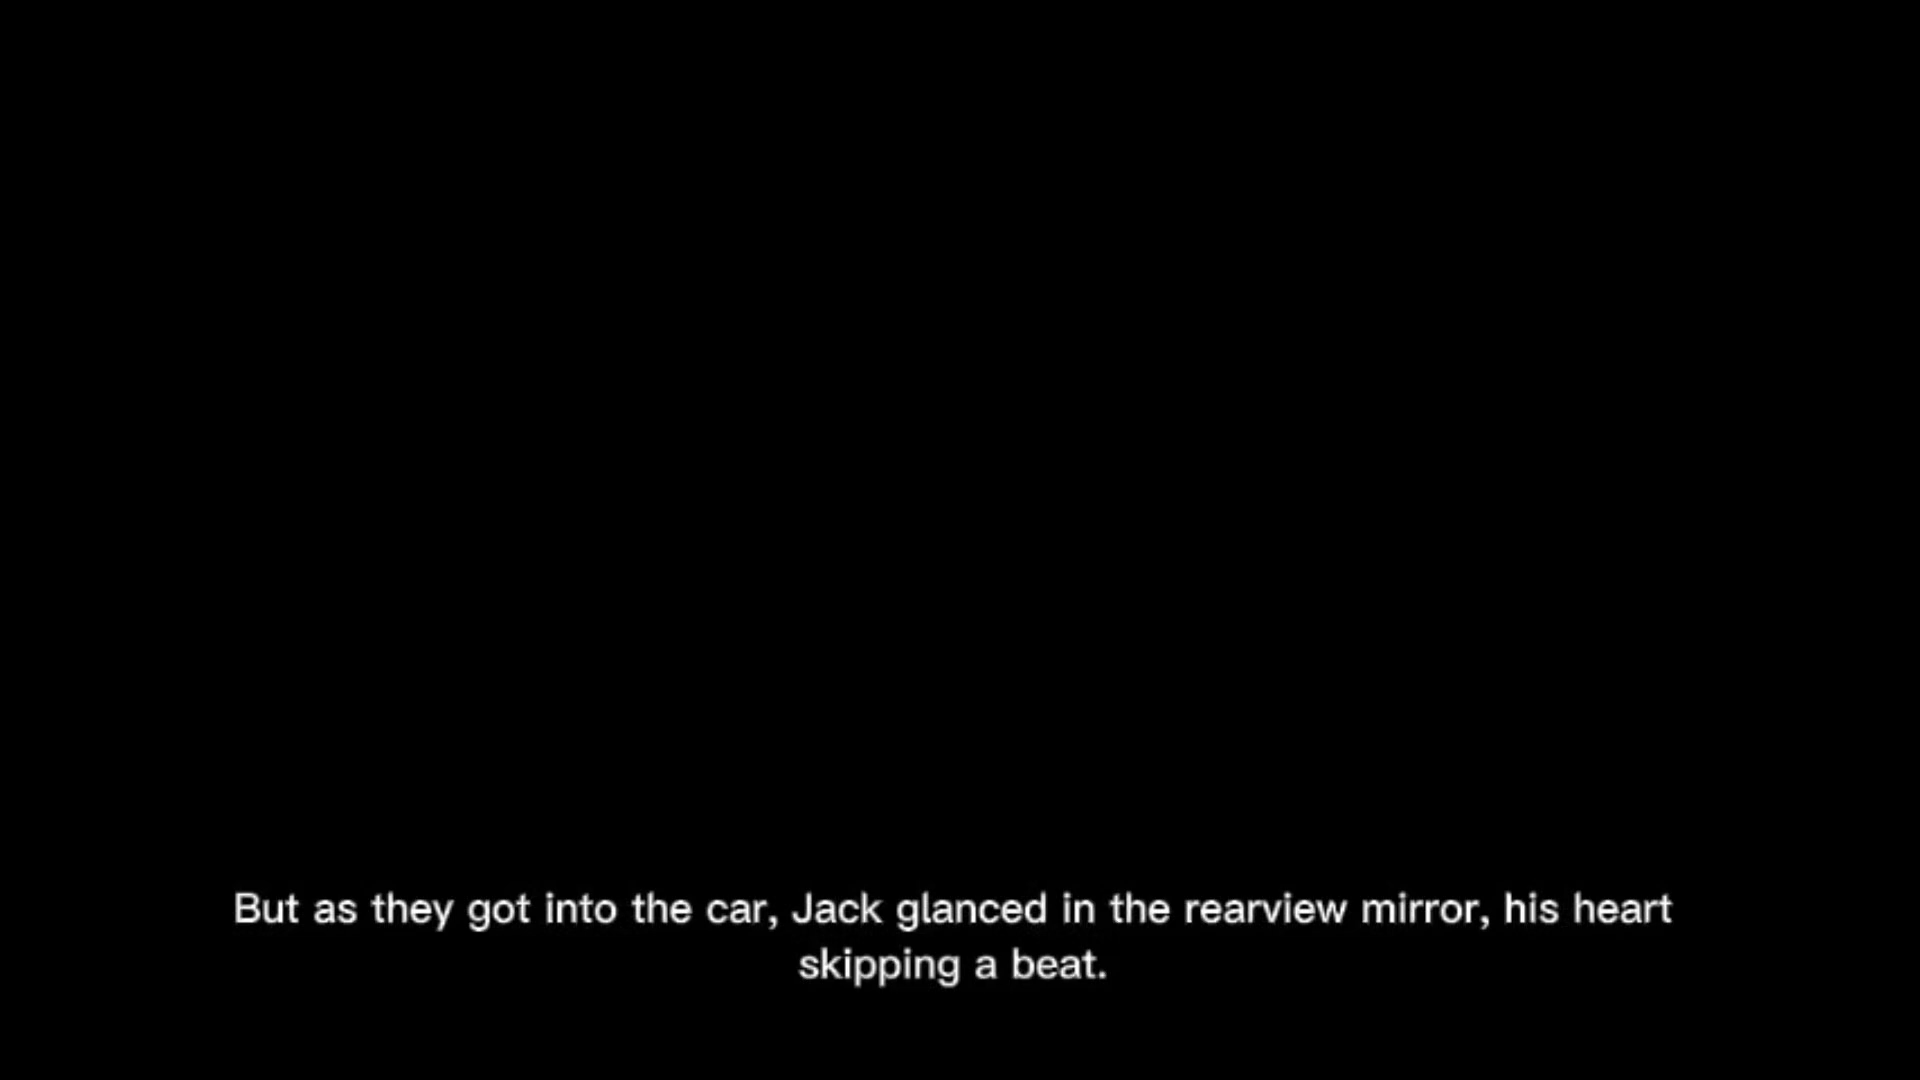 But as they got into the car, Jack glanced in the rearview mirror, his heart
skipping a beat.